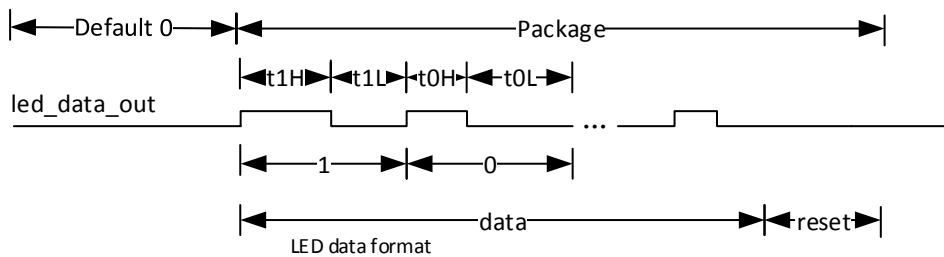 Default 0 Package
t1H t1L t0H t0L
led_data_out
...
1 0
data reset
LED data format